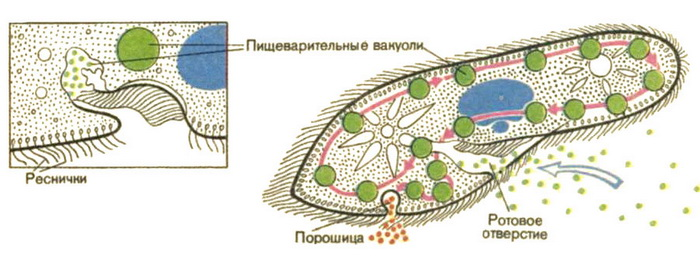 Пищеварительные вакуоли
Реснички
Порошица
Ротовое
отверстие